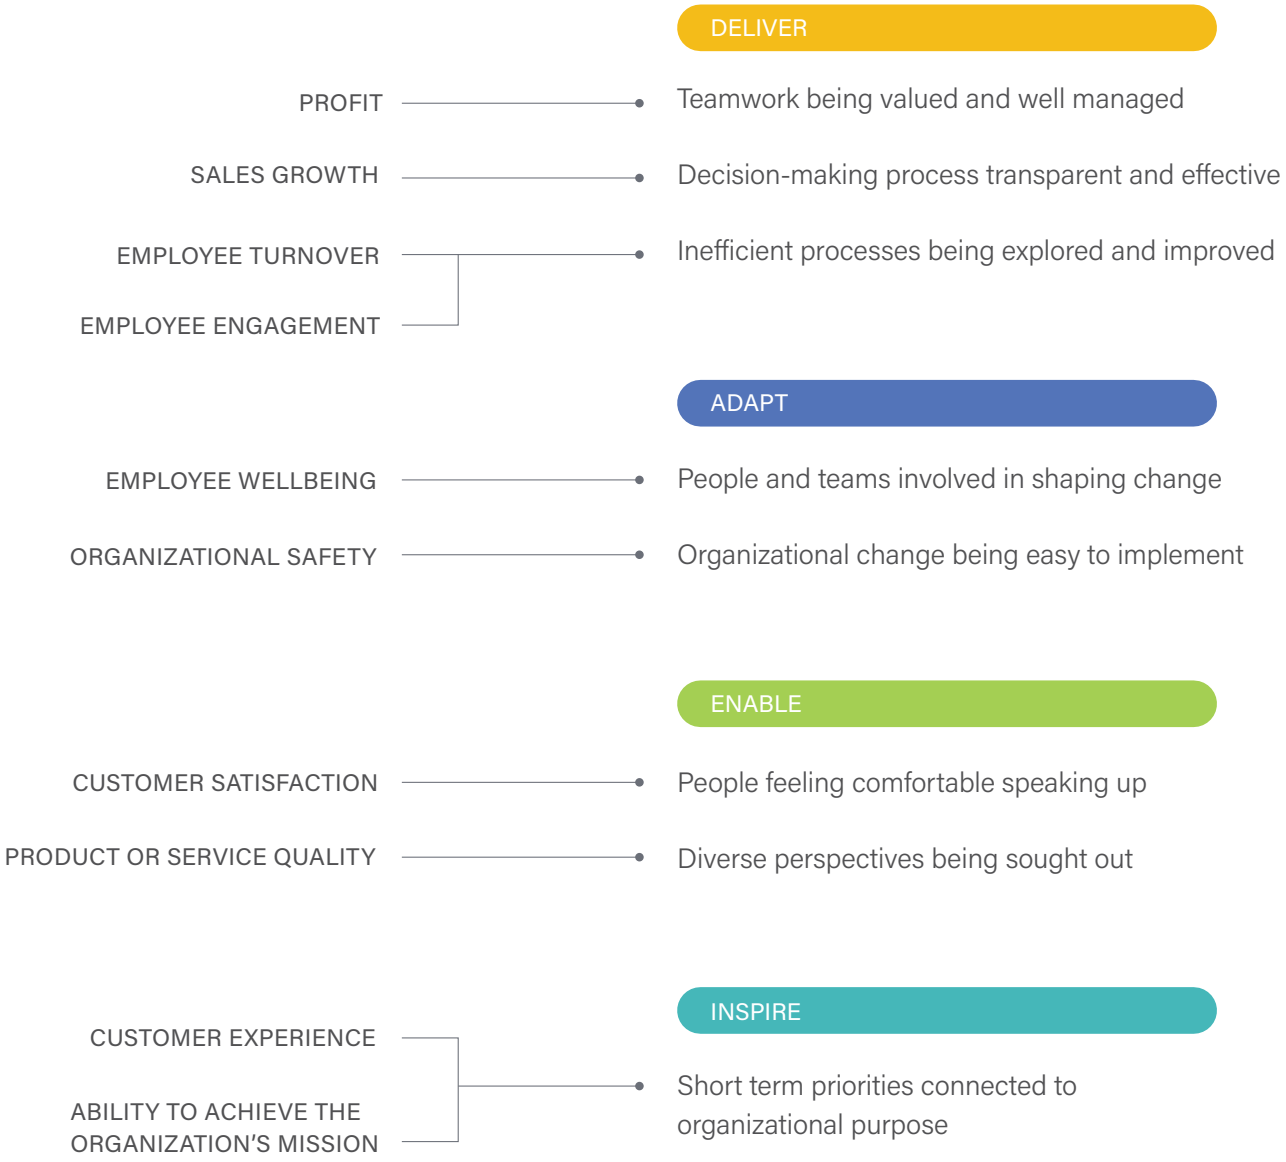 DELIVER
PROFIT
Teamwork being valued and well managed
SALES GROWTH
Decision-making process transparent and effective
EMPLOYEE TURNOVER
Inefficient processes being explored and improved
EMPLOYEE ENGAGEMENT
ADAPT
EMPLOYEE WELLBEING
People and teams involved in shaping change
ORGANIZATIONAL SAFETY
Organizational change being easy to implement
ENABLE
CUSTOMER SATISFACTION
People feeling comfortable speaking up
PRODUCT OR SERVICE QUALITY
Diverse perspectives being sought out
INSPIRE
CUSTOMER EXPERIENCE
ABILITY TO ACHIEVE THE
ORGANIZATION'S MISSION
Short term priorities connected to
organizational purpose